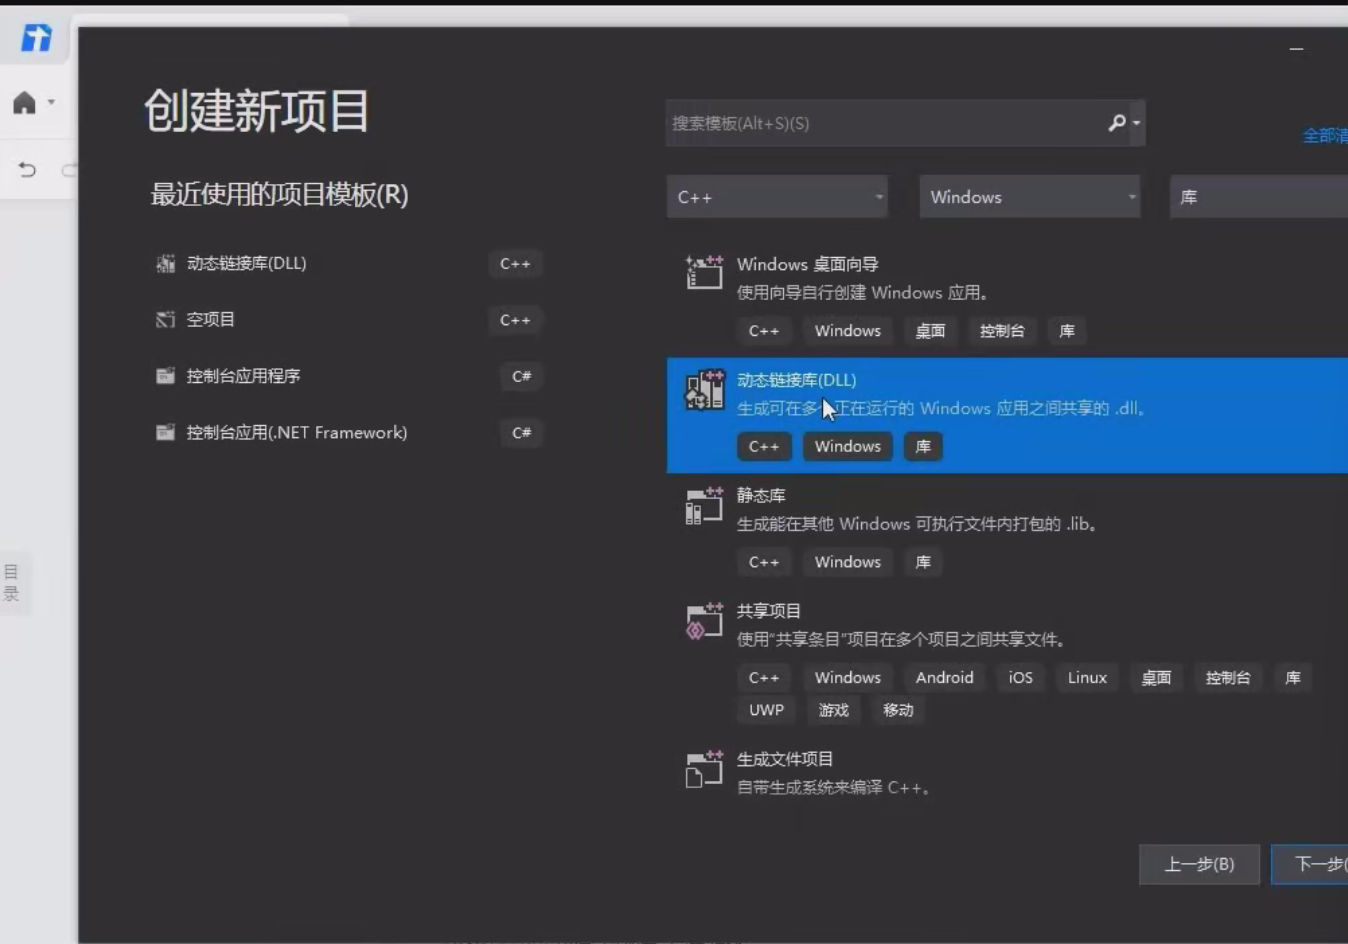 创建新项目
搜索模板(Alt+S)(S)
全部清
最近使用的项目模板(R)
C++
Windows
库
动态链接库(DLL)
C++
空项目
C++
控制台应用程序
C#
控制台应用(.NET Framework)
C#
Windows 桌面向导
使用向导自行创建 Windows 应用。
C++ Windows 桌面 控制台 库
动态链接库(DLL)
生成可在多 正在运行的 Windows 应用之间共享的 .dll。
C++ Windows 库
静态库
生成能在其他 Windows 可执行文件内打包的 .lib。
C++ Windows 库
共享项目
使用“共享条目”项目在多个项目之间共享文件。
C++ Windows Android iOS Linux 桌面 控制台 库
UWP 游戏 移动
生成文件项目
自带生成系统来编译 C++。
上一步(B)
下一步(
目
录